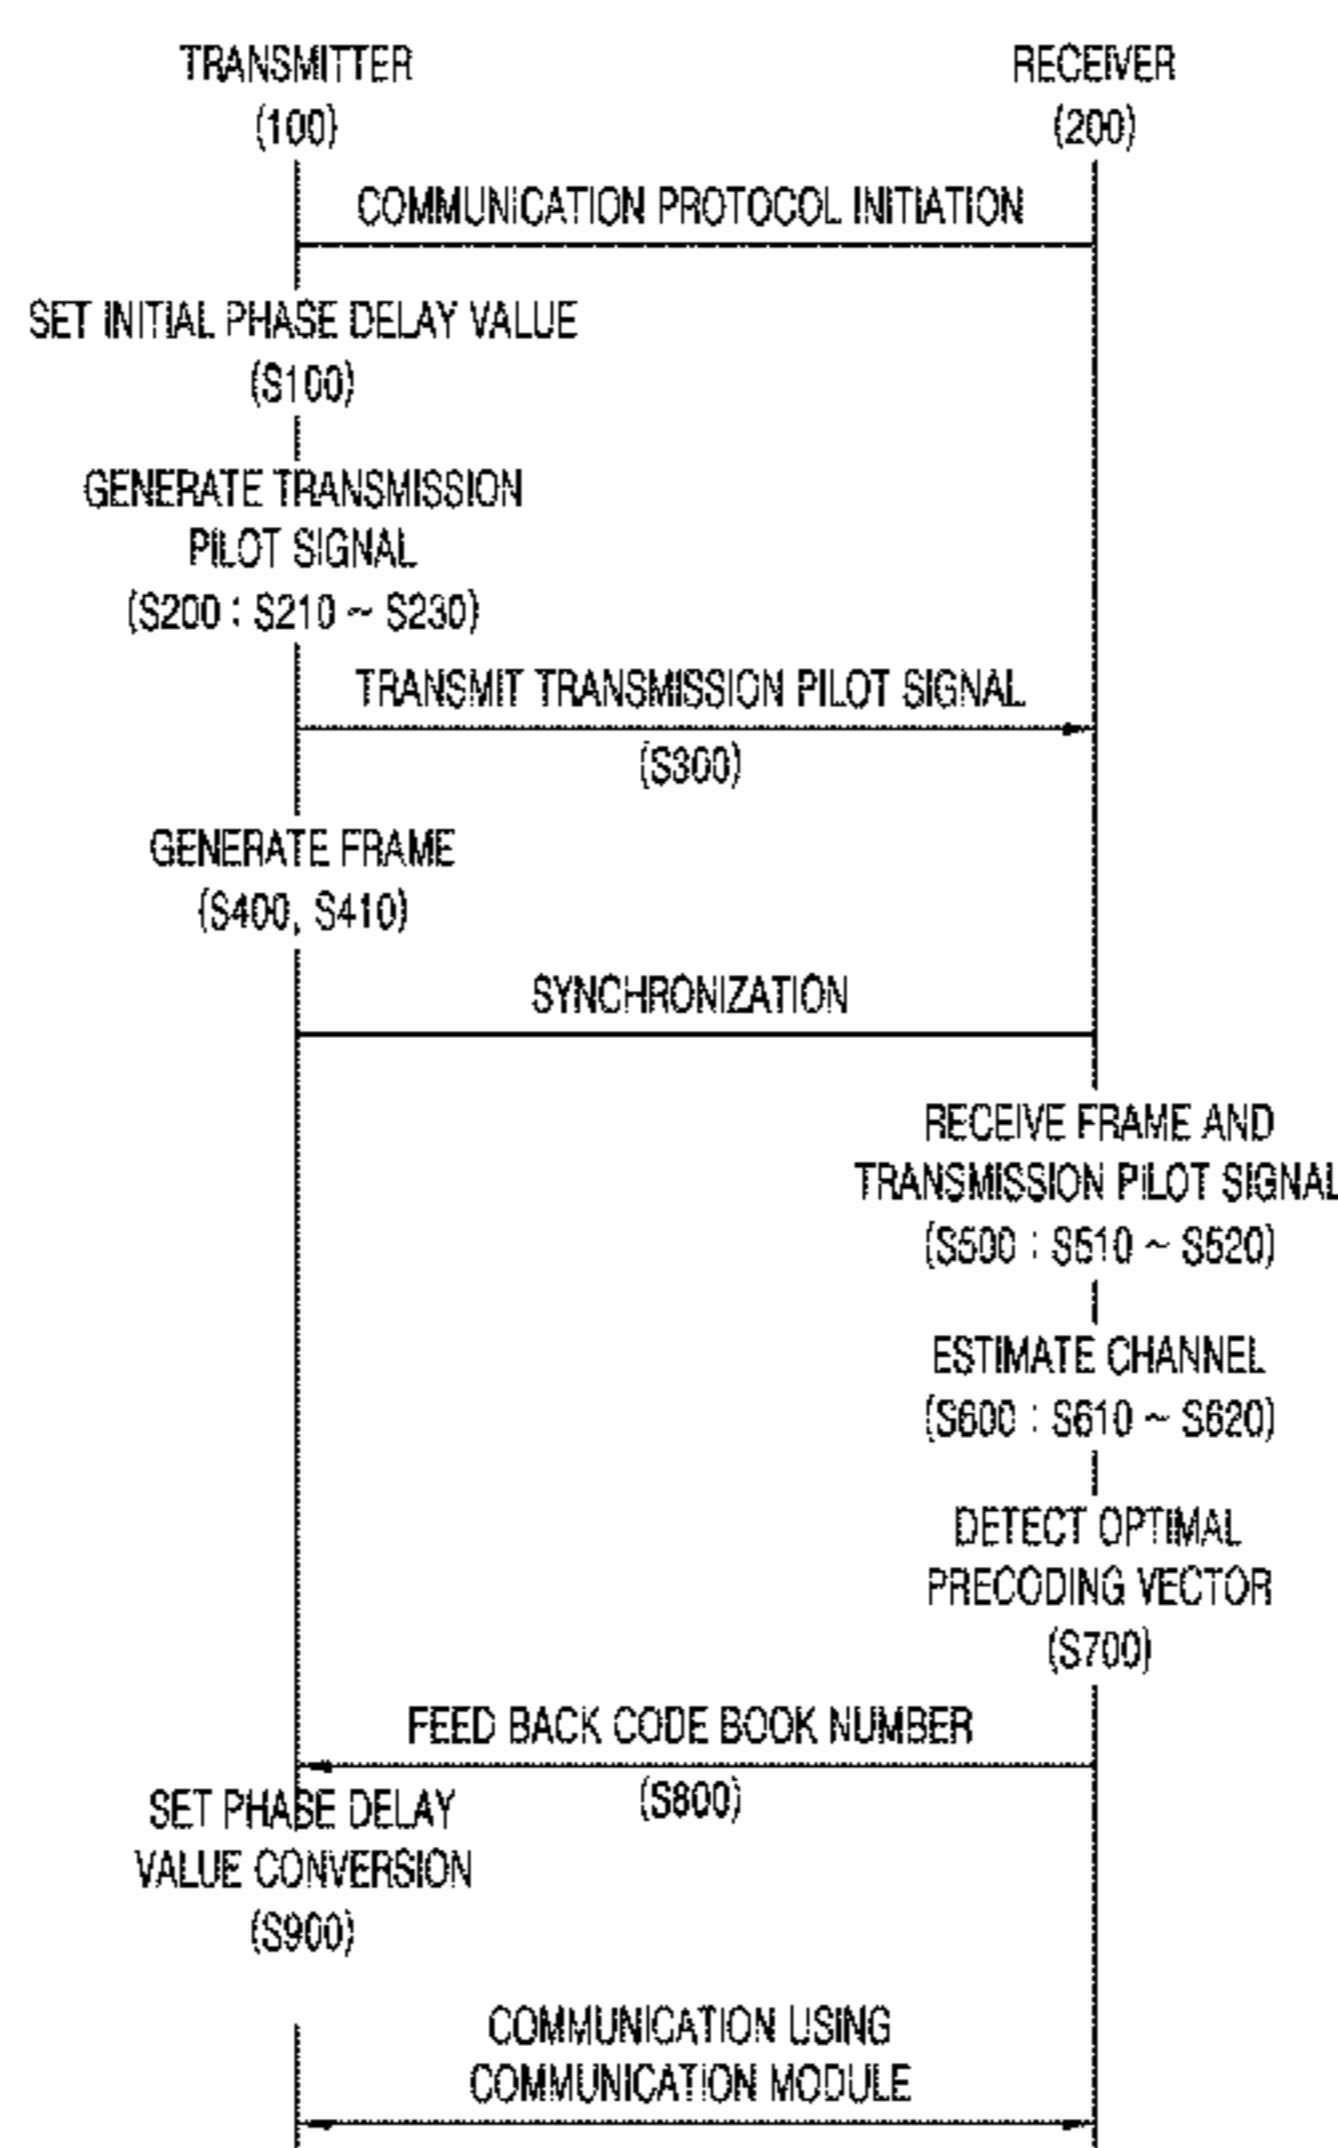 TRANSMITTER
(100)
RECEIVER
(200)
COMMUNICATION PROTOCOL INITIATION
SET INITIAL PHASE DELAY VALUE
(S100)
GENERATE TRANSMISSION
PILOT SIGNAL
(S200 : S210 ~ S230)
TRANSMIT TRANSMISSION PILOT SIGNAL
(S300)
GENERATE FRAME
(S400, S410)
SYNCHRONIZATION
RECEIVE FRAME AND
TRANSMISSION PILOT SIGNAL
(S500 : S510 ~ S520)
ESTIMATE CHANNEL
(S600 : S610 ~ S620)
DETECT OPTIMAL
PRECODING VECTOR
(S700)
FEED BACK CODE BOOK NUMBER
(S800)
SET PHASE DELAY
VALUE CONVERSION
(S900)
COMMUNICATION USING
COMMUNICATION MODULE